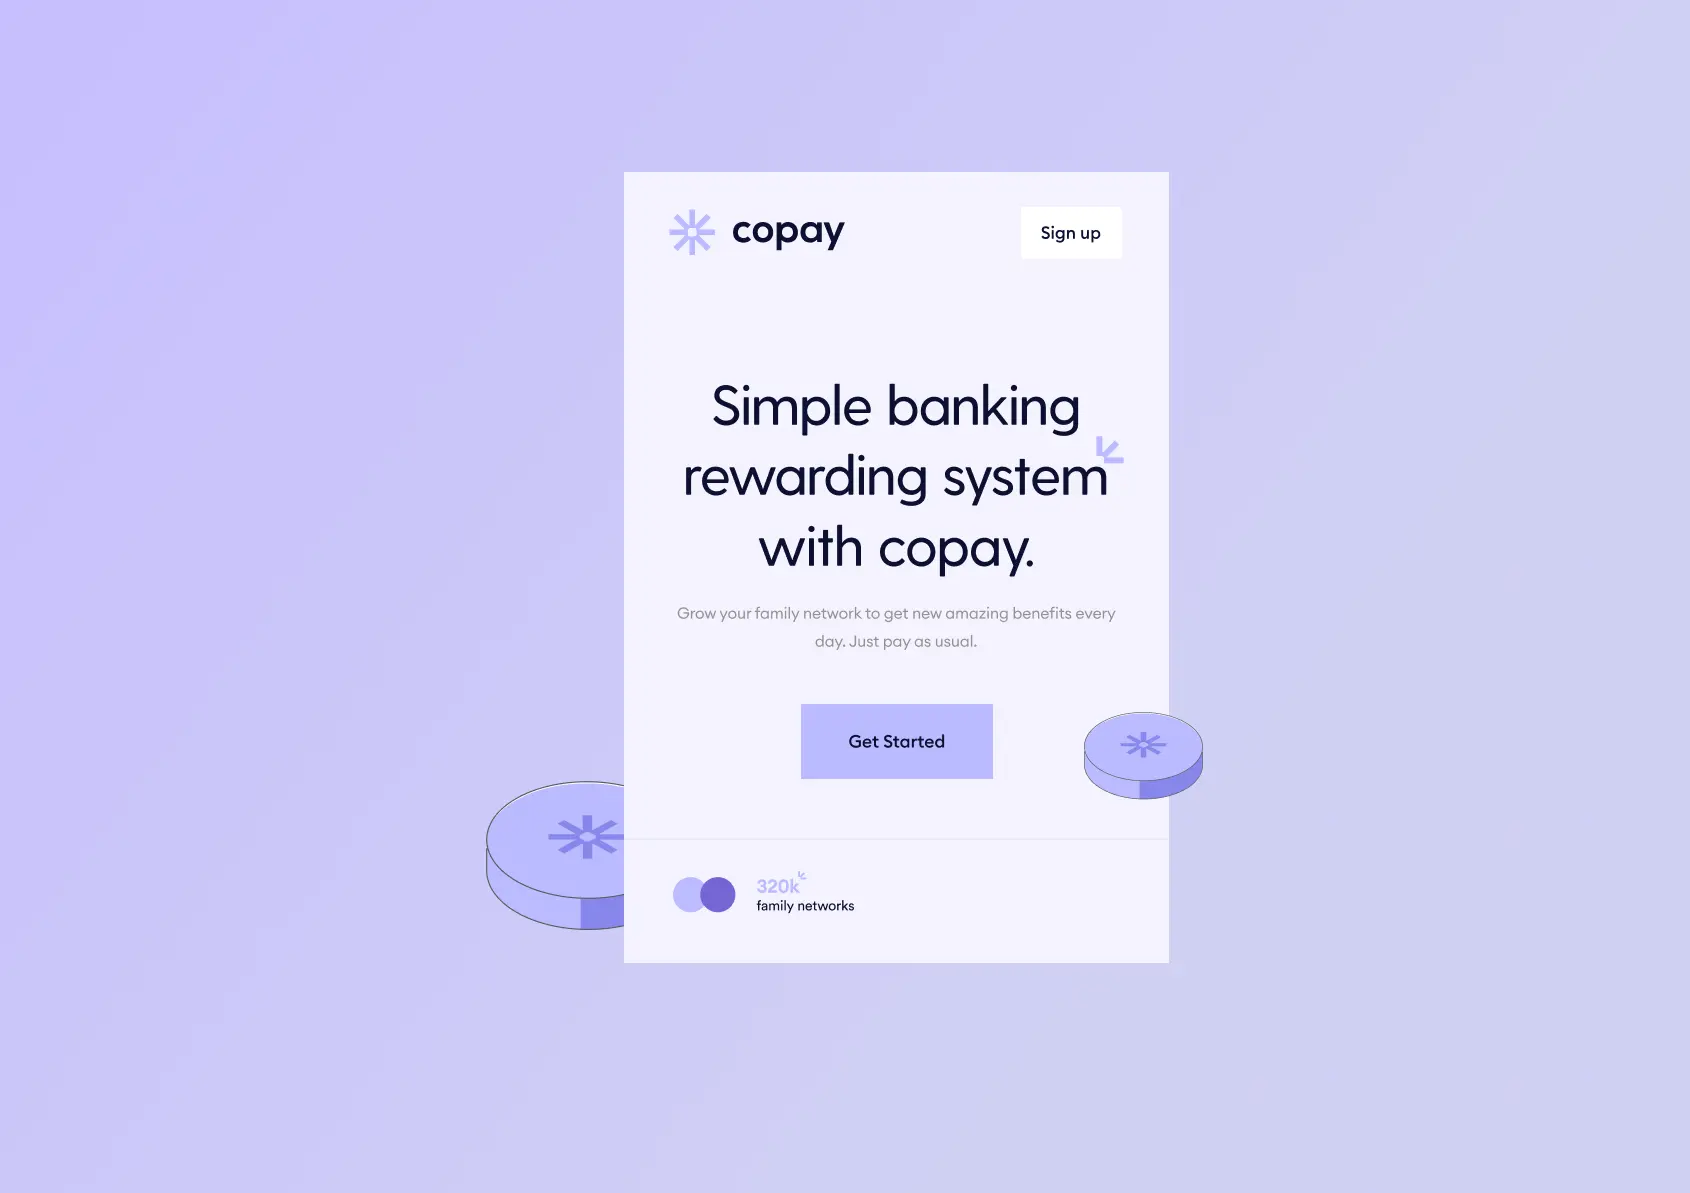 copay
Sign up
Simple banking
rewarding system
with copay.
Grow your family network to get new amazing benefits every
day. Just pay as usual.
Get Started
320k
family networks